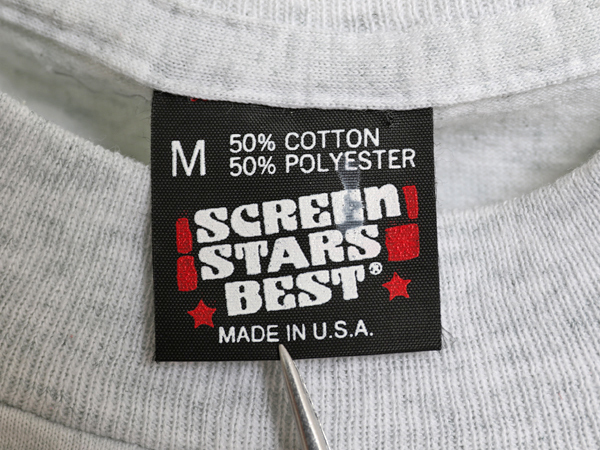 M
50% COTTON
50% POLYESTER
SCREEN
STARS
BEST®
MADE IN U.S.A.